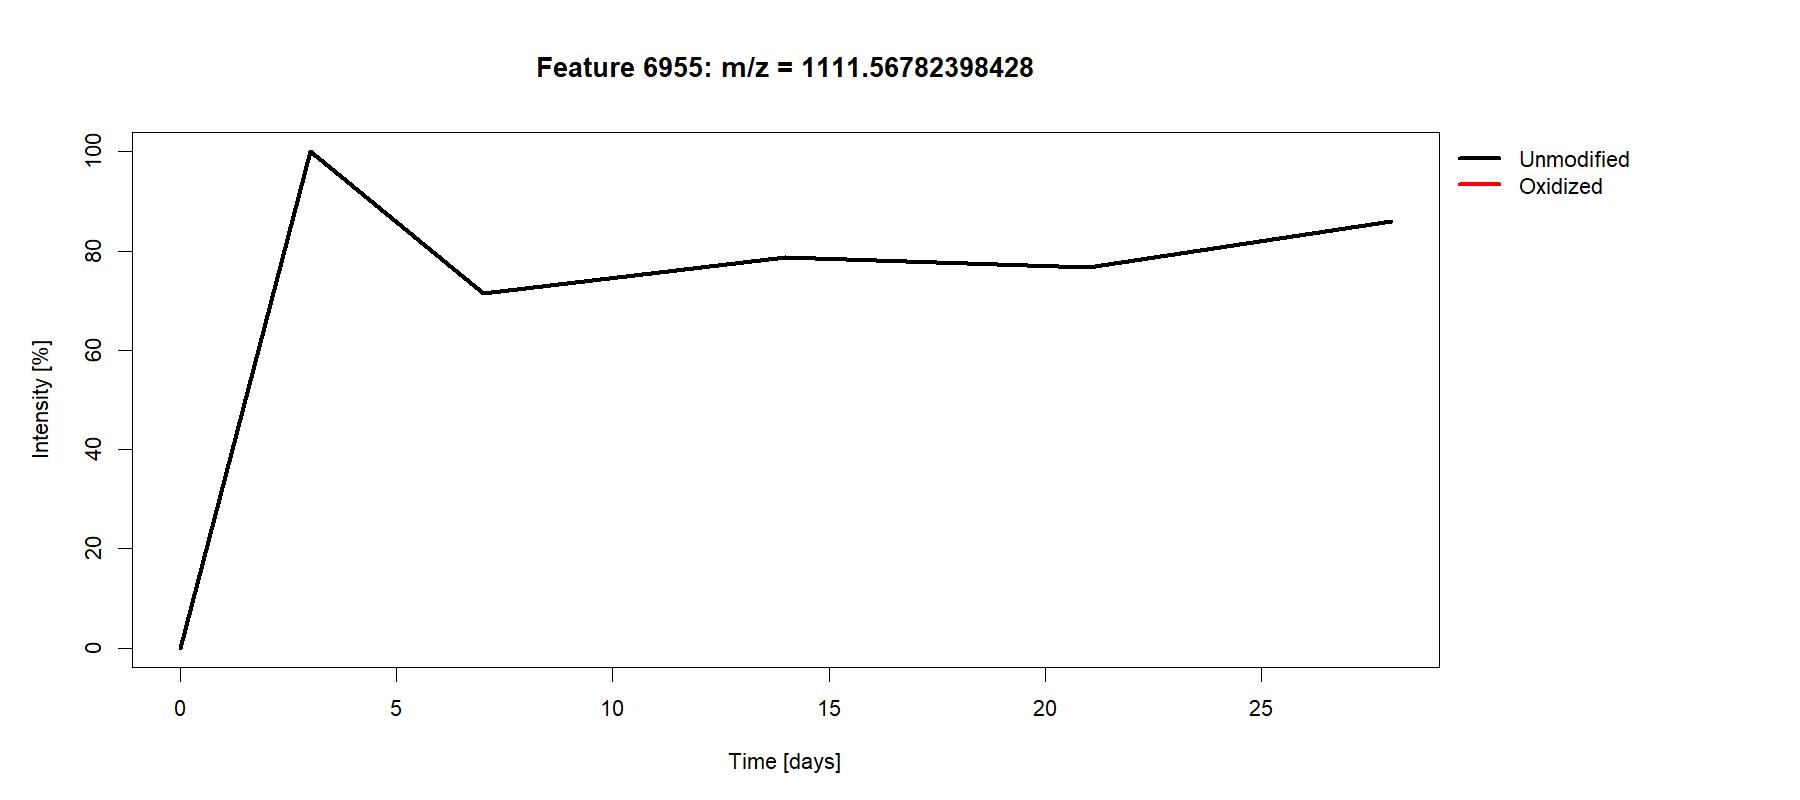 Feature 6955: m/z = 1111.56782398428
Unmodified
Oxidized
Intensity [%]
100
80
60
40
20
0
0 5 10 15 20 25
Time [days]